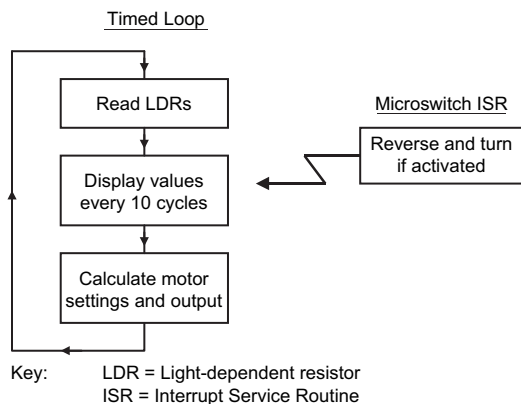 Timed Loop
Read LDRs
Display values
every 10 cycles
Calculate motor
settings and output
Microswitch ISR
Reverse and turn
if activated
Key: LDR = Light-dependent resistor
ISR = Interrupt Service Routine